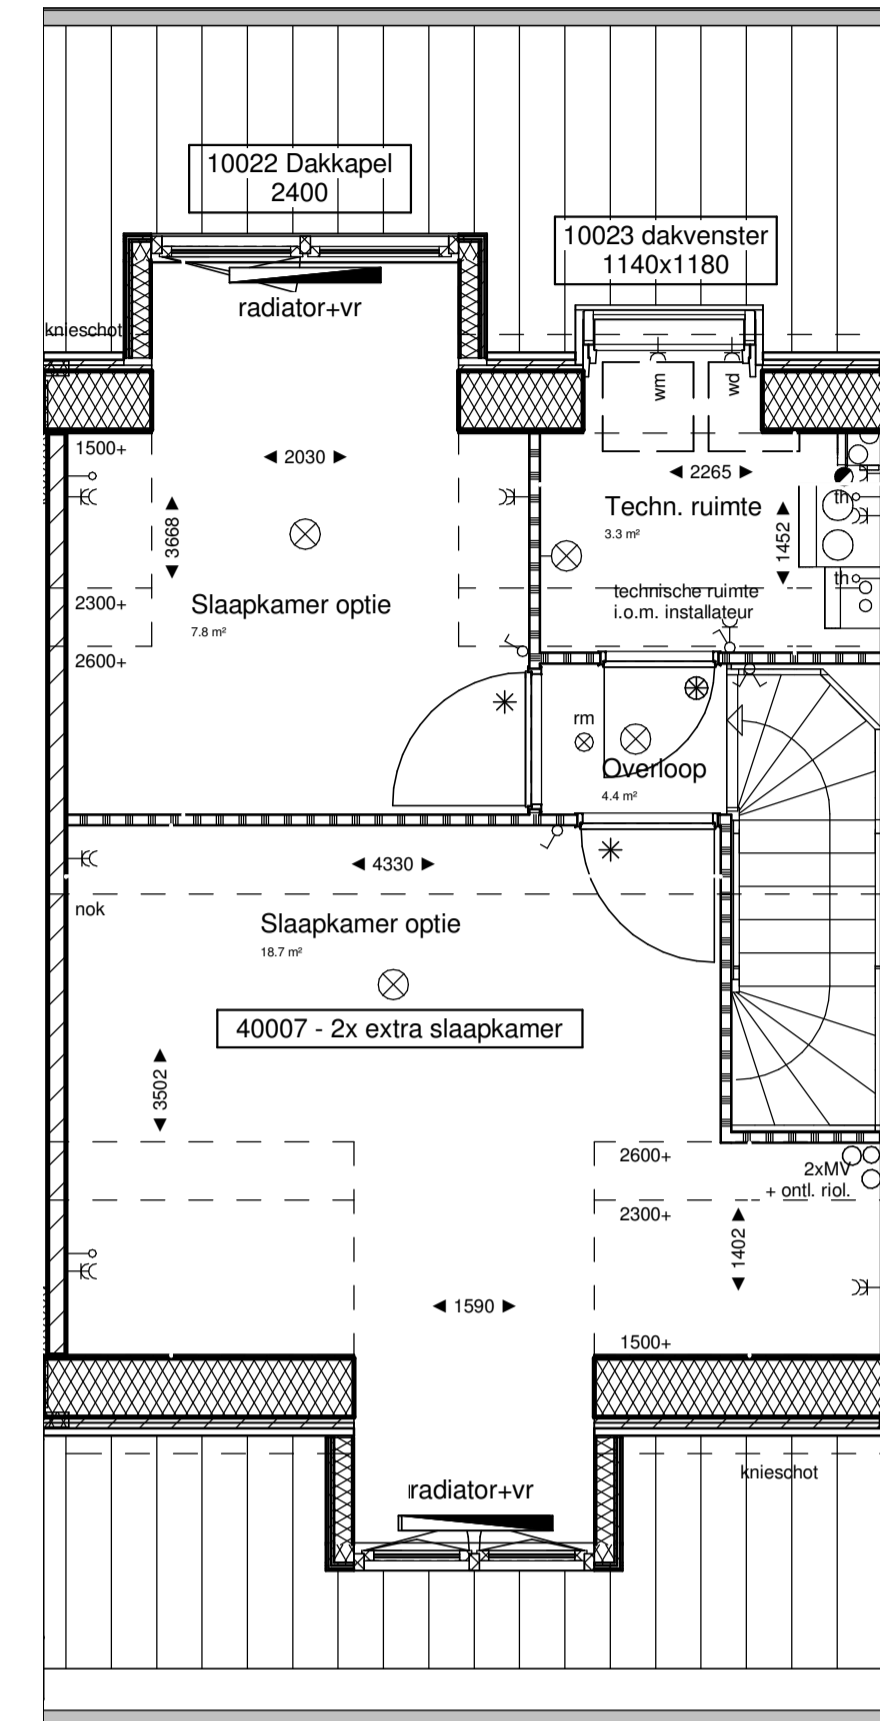 10022 Dakkapel
2400
10023 dakvenster
1140x1180
radiator+vr
knieschot
wm
wd
1500+
2030
2265
3668
Techn. ruimte
3.3 m²
1452
th
th
2300+
Slaapkamer optie
7.8 m²
technische ruimte
i.o.m. installateur
2600+
rm
Overloop
4.4 m²
4330
nok
Slaapkamer optie
18.7 m²
40007 - 2x extra slaapkamer
3502
2600+
2xMV
+ ontl. riol.
2300+
1402
1590
1500+
knieschot
radiator+vr